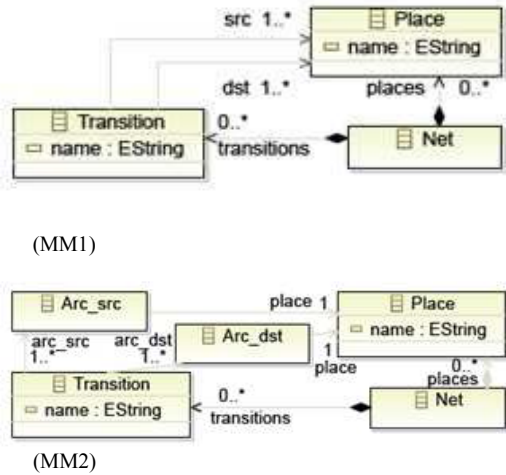 src 1..*
Place
name : EString
dst 1..*
places 0..*
Transition
name : EString
0..*
transitions
Net
(MM1)
Arc_src
place 1
Place
name : EString
arc_src
1..*
arc_dst
1..*
Arc_dst
1
place
Transition
name : EString
0..*
transitions
0..*
places
Net
(MM2)